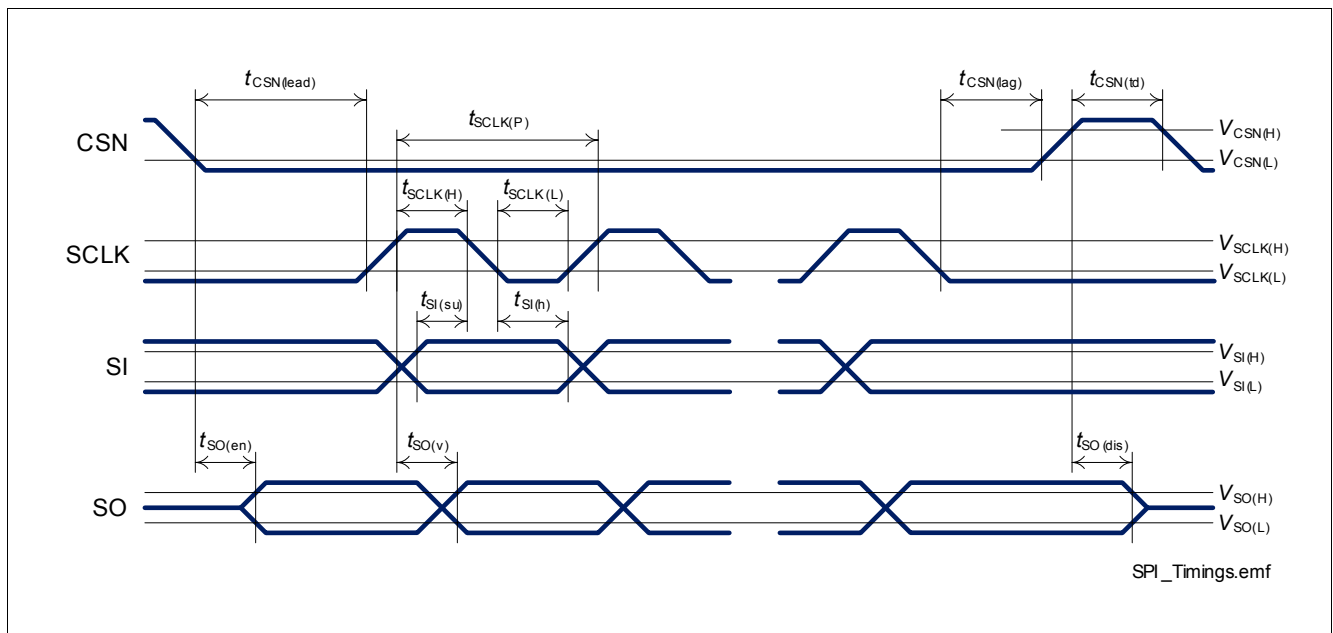 tCSN(lead) tCSN(lag) tCSN(td)
tSCLK(P)
CSN VCSN(H)
VCSN(L)
tSCLK(H) tSCLK(L)
SCLK VSCLK(H)
VSCLK(L)
tSI(su) tSI(h)
SI VSI(H)
VSI(L)
tSO(en) tSO(v) tSO(dis)
SO VSO(H)
VSO(L)
SPI_Timings.emf